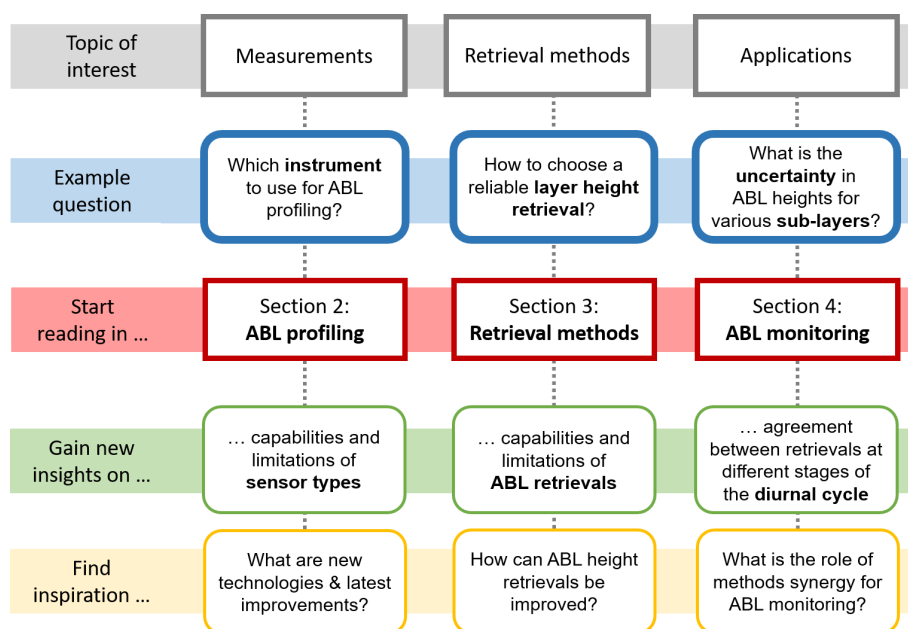 Topic of
interest
Measurements
Retrieval methods
Applications
Example
question
Which instrument
to use for ABL
profiling?
How to choose a
reliable layer height
retrieval?
What is the
uncertainty in
ABL heights for
various sub-layers?
Start
reading in …
Section 2:
ABL profiling
Section 3:
Retrieval methods
Section 4:
ABL monitoring
Gain new
insights on …
… capabilities and
limitations of
sensor types
… capabilities and
limitations of
ABL retrievals
… agreement
between retrievals at
different stages of
the diurnal cycle
Find
inspiration …
What are new
technologies & latest
improvements?
How can ABL height
retrievals be
improved?
What is the role of
methods synergy for
ABL monitoring?